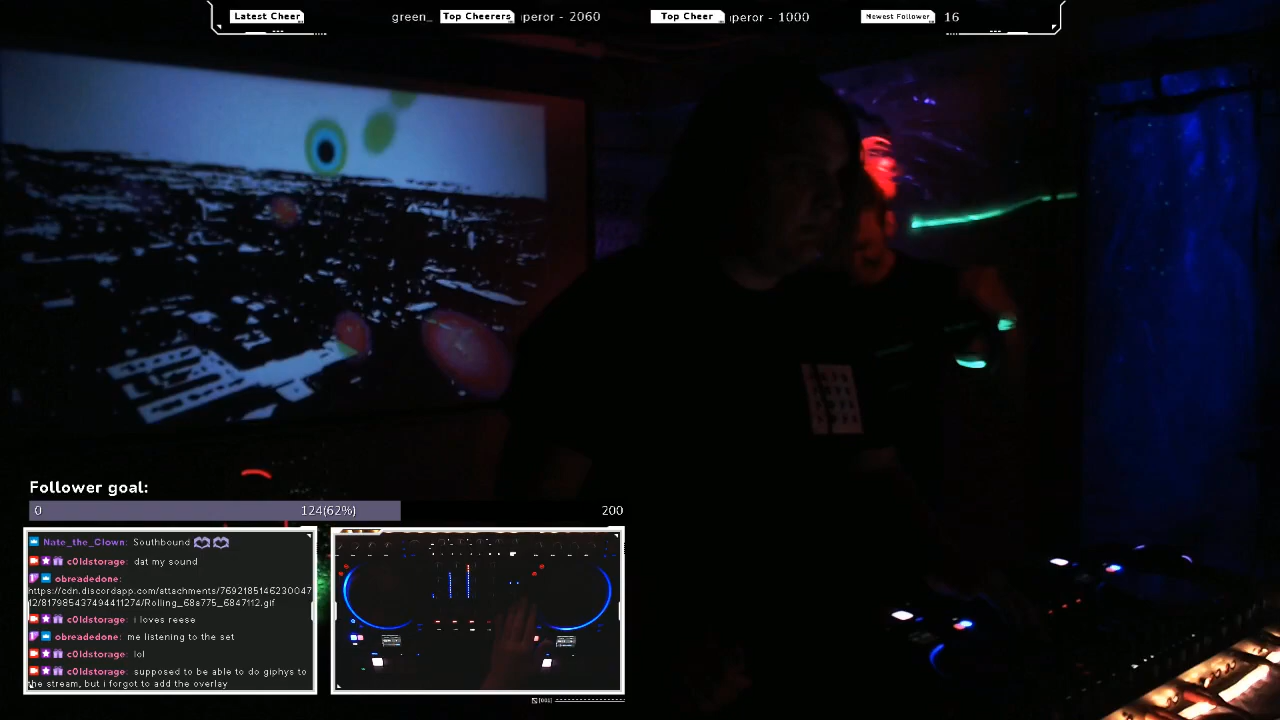 Latest Cheer
green_
Top Cheerers
peror - 2060
Top Cheer
peror - 1000
Newest Follower
16
Follower goal:
0
124(62%)
200
Nate_the_Clown: Southbound
c0ldstorage: dat my sound
obreadedone:
https://cdn.discordapp.com/attachments/7692185146230047
12/817985437494411274/Rolling_68a775_6847112.gif
c0ldstorage: i loves reese
obreadedone: me listening to the set
c0ldstorage: lol
c0ldstorage: supposed to be able to do giphys to
the stream, but i forgot to add the overlay